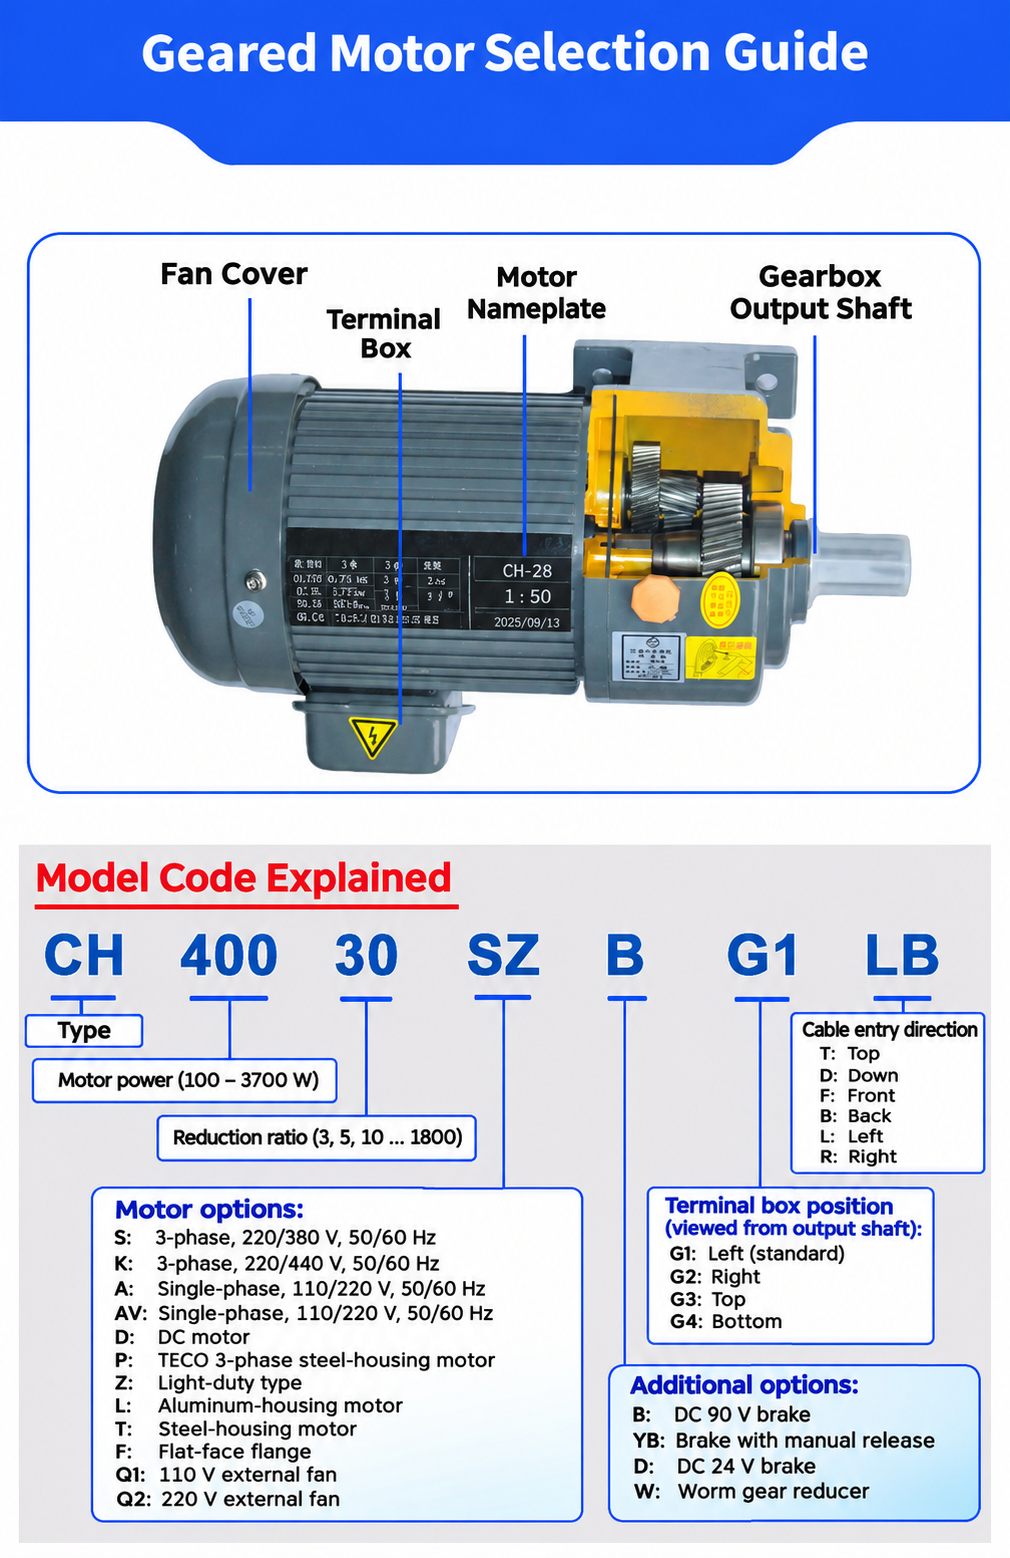 Geared Motor Selection Guide
Fan Cover
Terminal
Box
Motor
Nameplate
Gearbox
Output Shaft
CH-28
1:50
2025/09/13
Model Code Explained
CH 400 30 SZ B G1 LB
Type
Motor power (100 – 3700 W)
Reduction ratio (3, 5, 10 ... 1800)
Cable entry direction
T: Top
D: Down
F: Front
B: Back
L: Left
R: Right
Motor options:
S: 3-phase, 220/380 V, 50/60 Hz
K: 3-phase, 220/440 V, 50/60 Hz
A: Single-phase, 110/220 V, 50/60 Hz
AV: Single-phase, 110/220 V, 50/60 Hz
D: DC motor
P: TECO 3-phase steel-housing motor
Z: Light-duty type
L: Aluminum-housing motor
T: Steel-housing motor
F: Flat-face flange
Q1: 110 V external fan
Q2: 220 V external fan
Terminal box position
(viewed from output shaft):
G1: Left (standard)
G2: Right
G3: Top
G4: Bottom
Additional options:
B: DC 90 V brake
YB: Brake with manual release
D: DC 24 V brake
W: Worm gear reducer